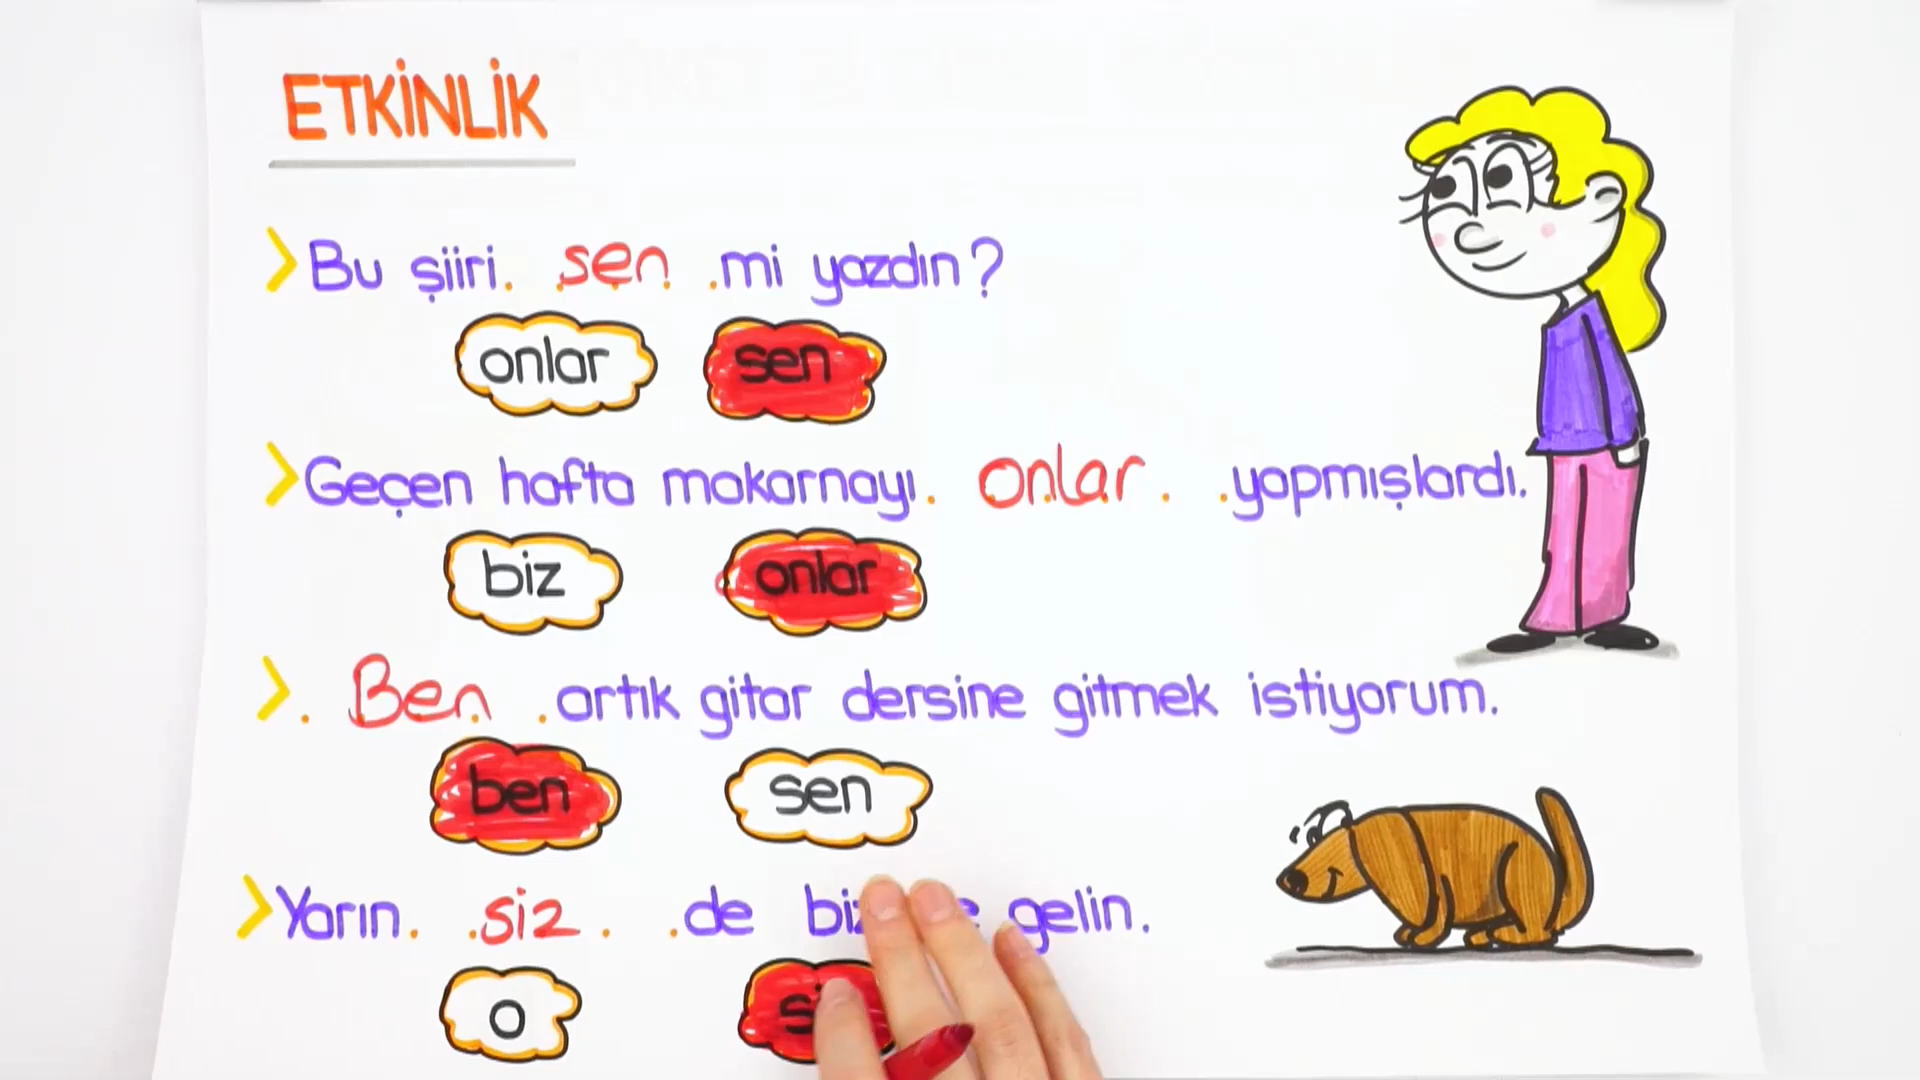 ETKİNLİK
Bu şiiri. .sen. .mi yazdın?
onlar sen
Geçen hafta makarnayı. onlar. .yapmışlardı.
biz onlar
. Ben .artık gitar dersine gitmek istiyorum.
ben sen
Yarın. .siz. .de gelin.
o